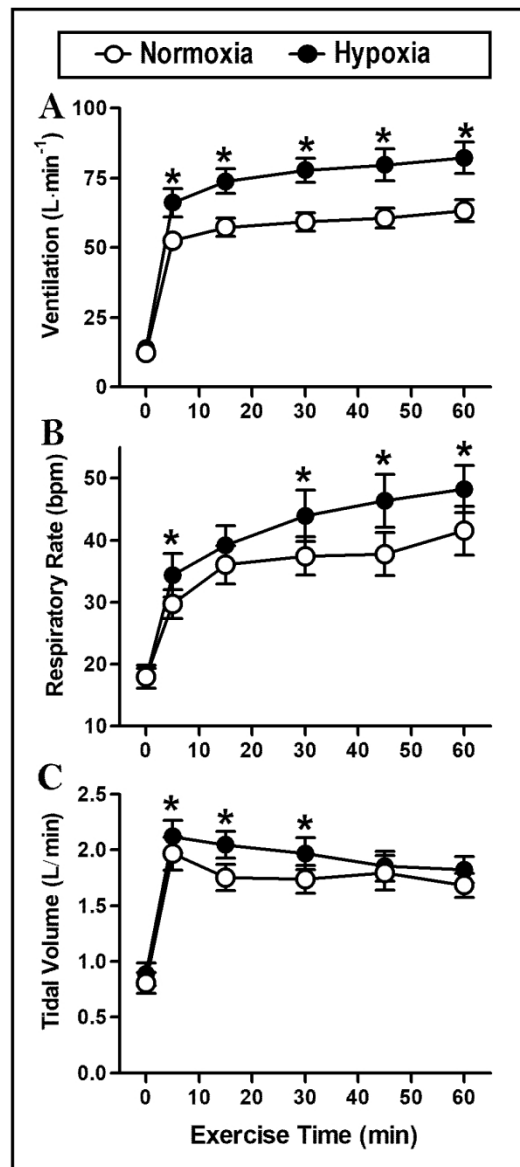 Normoxia Hypoxia
A
Ventilation (L·min⁻¹)
100
75
50
25
0
* * * * *
0 10 20 30 40 50 60
B
Respiratory Rate (bpm)
50
40
30
20
10
* * * *
0 10 20 30 40 50 60
C
Tidal Volume (L/min)
2.5
2.0
1.5
1.0
0.5
0.0
* * *
0 10 20 30 40 50 60
Exercise Time (min)